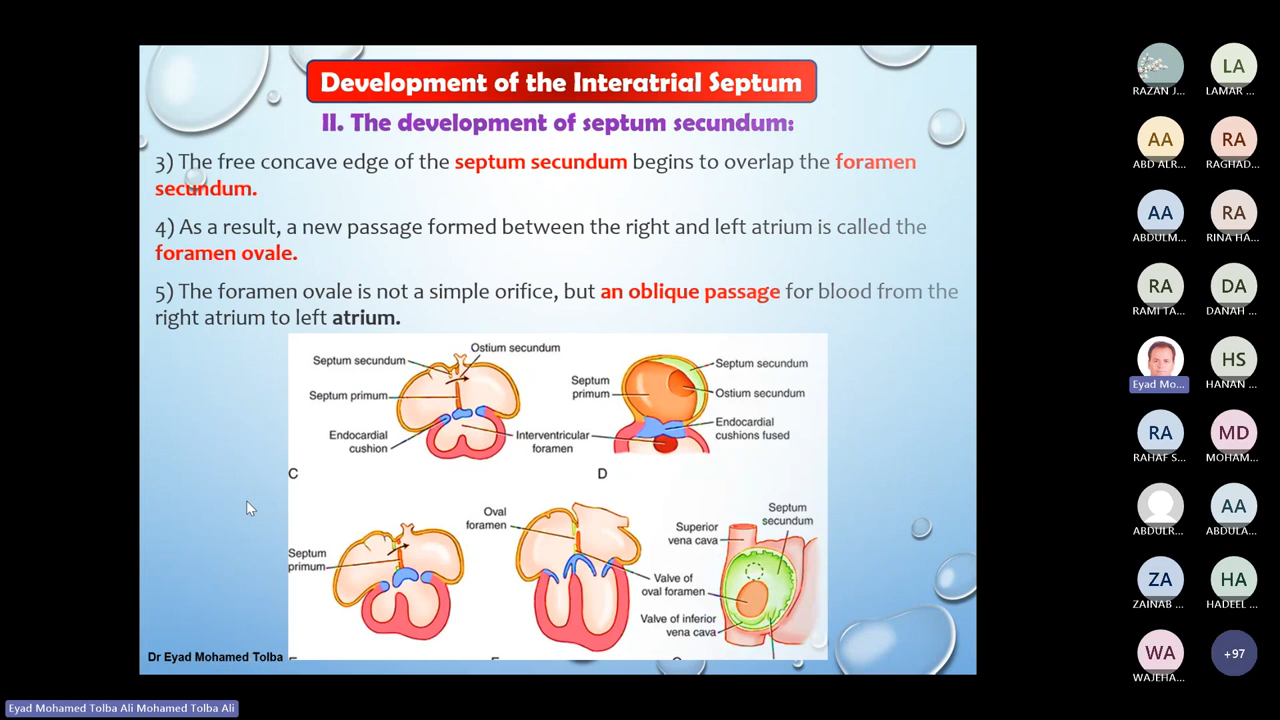 Development of the Interatrial Septum
II. The development of septum secundum:
3) The free concave edge of the septum secundum begins to overlap the foramen
secundum.
4) As a result, a new passage formed between the right and left atrium is called the
foramen ovale.
5) The foramen ovale is not a simple orifice, but an oblique passage for blood from the
right atrium to left atrium.
Ostium secundum
Septum secundum
Septum primum
Endocardial
cushion
Interventricular
foramen
C
Septum
primum
Septum secundum
Ostium secundum
Endocardial
cushions fused
D
Septum
primum
Oval
foramen
Valve of
oval foramen
Superior
vena cava
Septum
secundum
Valve of inferior
vena cava
Dr Eyad Mohamed Tolba
Eyad Mohamed Tolba Ali Mohamed Tolba Ali
RAZAN J...
LA
LAMAR ...
AA
ABD ALR...
RA
RAGHAD...
AA
ABDULM...
RA
RINA HA...
RA
RAMI TA...
DA
DANAH ...
Eyad Mo...
HS
HANAN ...
RA
RAHAF S...
MD
MOHAM...
ABDULR...
AA
ABDULA...
ZA
ZAINAB ...
HA
HADEEL ...
WA
WAJEHA...
+97